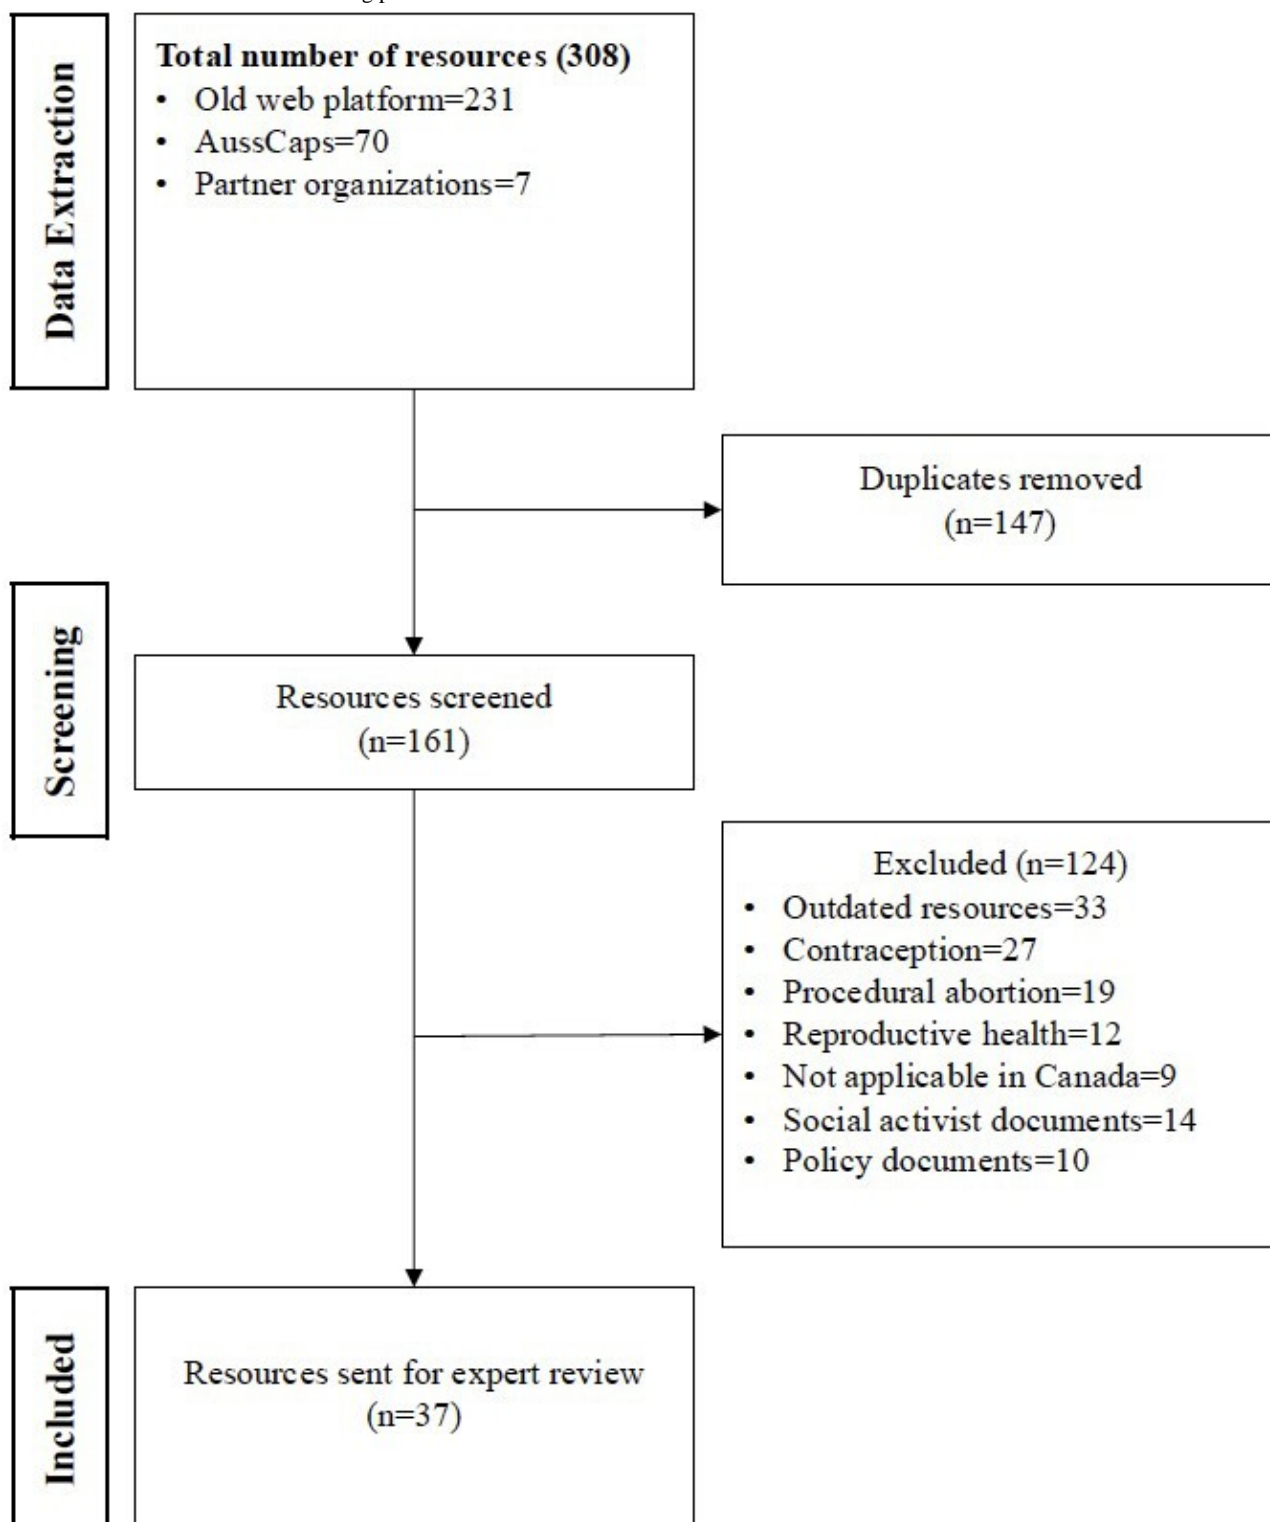 Data Extraction
Total number of resources (308)
• Old web platform=231
• AussCaps=70
• Partner organizations=7
Duplicates removed
(n=147)
Screening
Resources screened
(n=161)
Excluded (n=124)
• Outdated resources=33
• Contraception=27
• Procedural abortion=19
• Reproductive health=12
• Not applicable in Canada=9
• Social activist documents=14
• Policy documents=10
Included
Resources sent for expert review
(n=37)